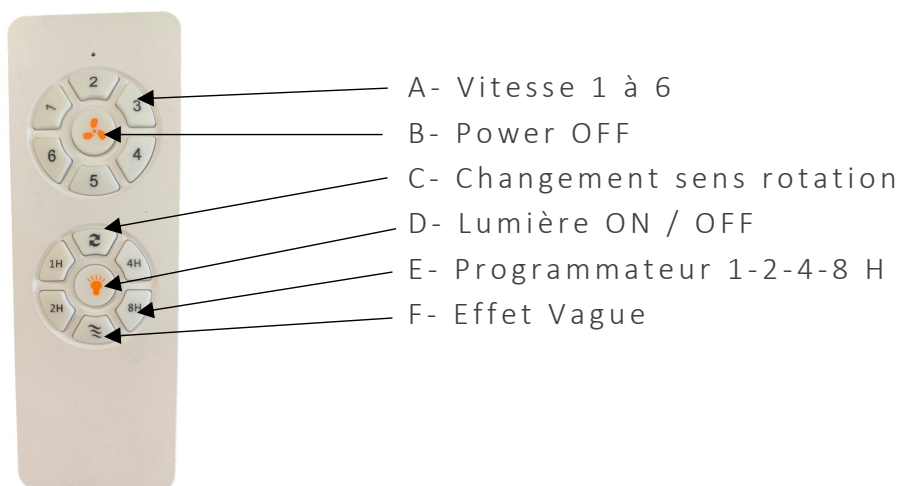 2
1
3
6
4
5
1H
4H
2H
8H
A- Vitesse 1 à 6
B- Power OFF
C- Changement sens rotation
D- Lumière ON / OFF
E- Programmateur 1-2-4-8 H
F- Effet Vague